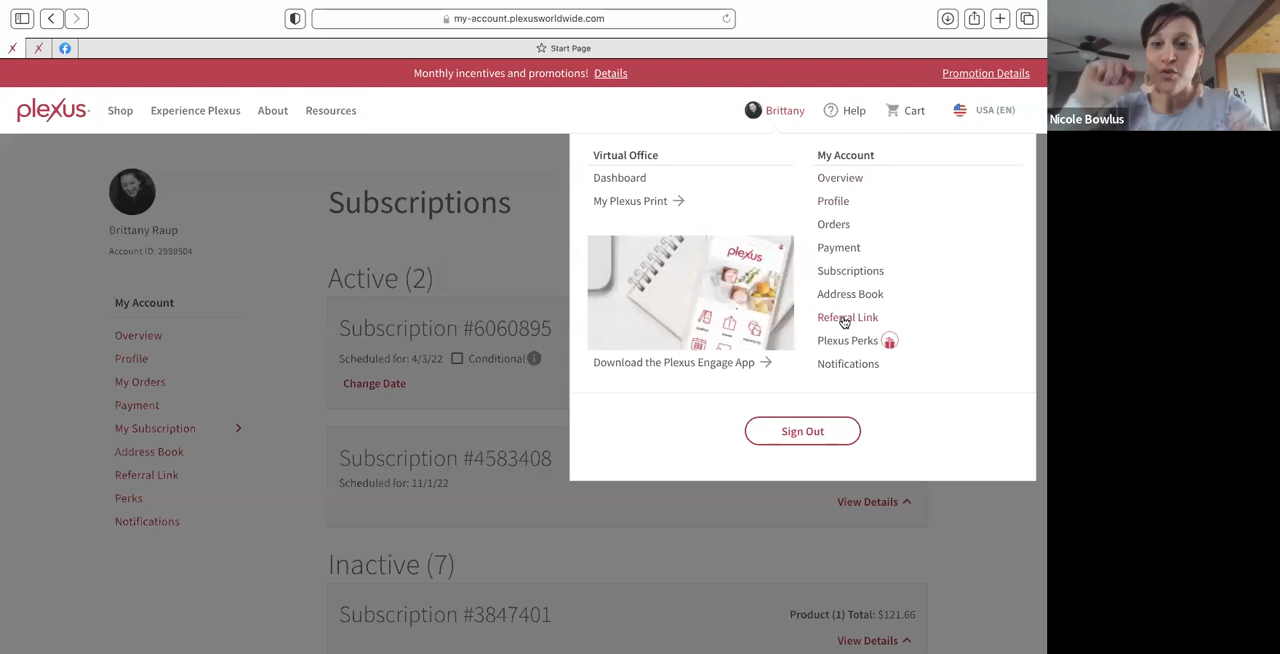 my-account.plexusworldwide.com
Start Page
Monthly incentives and promotions! Details
Promotion Details
plexus
Shop
Experience Plexus
About
Resources
Brittany
Help
Cart
USA (EN)
Nicole Bowlus
Virtual Office
Dashboard
My Plexus Print
plexus
Download the Plexus Engage App
My Account
Overview
Profile
Orders
Payment
Subscriptions
Address Book
Referral Link
Plexus Perks
Notifications
Sign Out
Brittany Raup
Account ID: 2998504
My Account
Overview
Profile
My Orders
Payment
My Subscription
Address Book
Referral Link
Perks
Notifications
Subscriptions
Active (2)
Subscription #6060895
Scheduled for: 4/3/22 Conditional
Change Date
Subscription #4583408
Scheduled for: 11/1/22
View Details
Inactive (7)
Subscription #3847401
Product (1) Total: $121.66
View Details